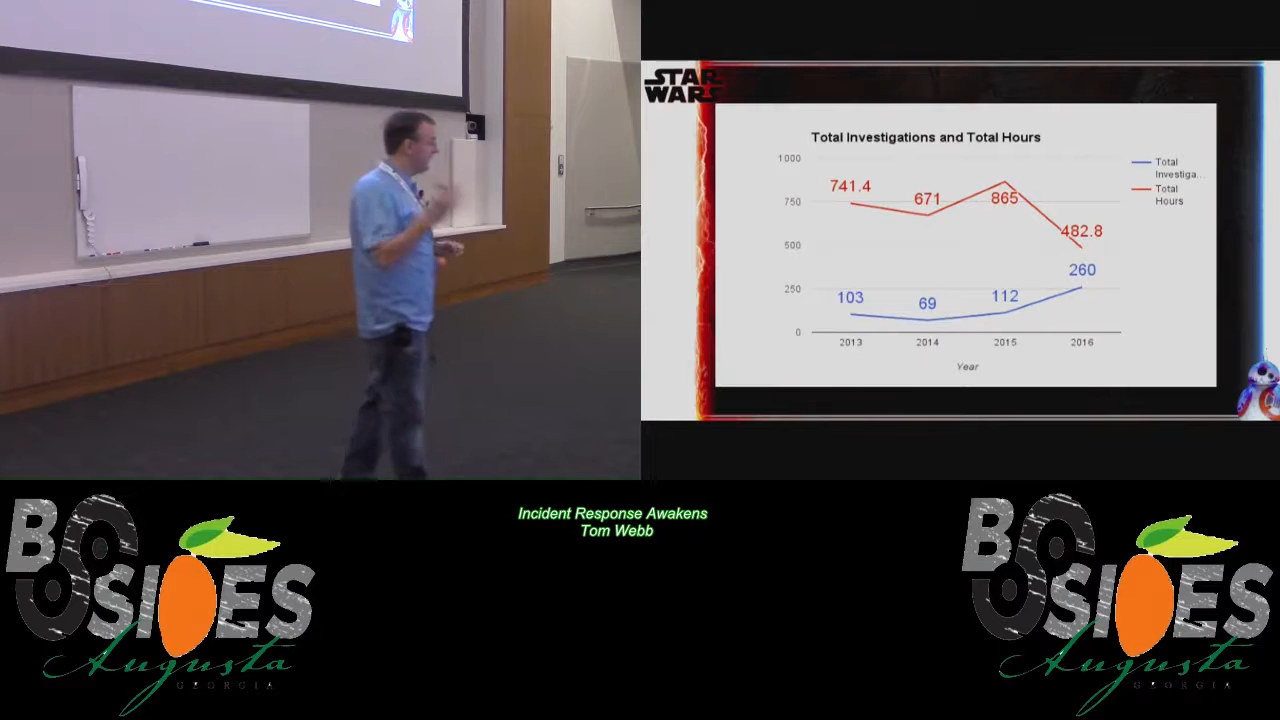 STAR
WARS
Total Investigations and Total Hours
1000
750
500
250
0
741.4
671
865
482.8
103
69
112
260
2013
2014
2015
2016
Year
Total
Investiga...
Total
Hours
Incident Response Awakens
Tom Webb
BSIDES
Augusta
GEORGIA
BSIDES
Augusta
GEORGIA